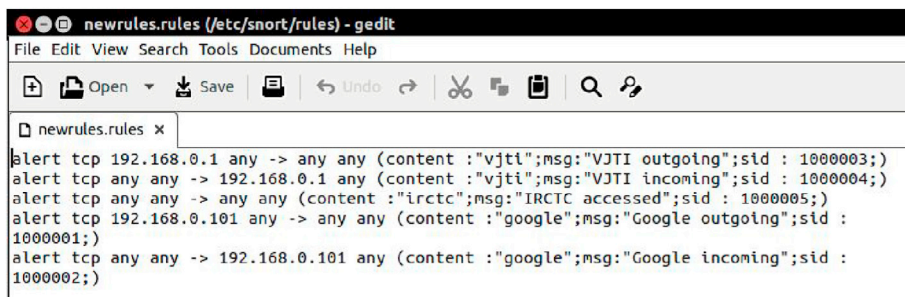 newrules.rules (/etc/snort/rules) - gedit
File Edit View Search Tools Documents Help
Open Save Undo
newrules.rules ×
alert tcp 192.168.0.1 any -> any any (content :"vjti";msg:"VJTI outgoing";sid : 1000003;)
alert tcp any any -> 192.168.0.1 any (content :"vjti";msg:"VJTI incoming";sid : 1000004;)
alert tcp any any -> any any (content :"irctc";msg:"IRCTC accessed";sid : 1000005;)
alert tcp 192.168.0.101 any -> any any (content :"google";msg:"Google outgoing";sid :
1000001;)
alert tcp any any -> 192.168.0.101 any (content :"google";msg:"Google incoming";sid :
1000002;)